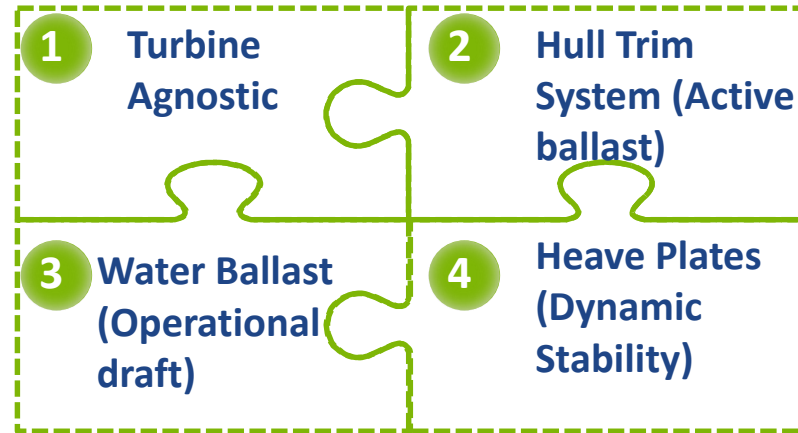 1
Turbine
Agnostic
2
Hull Trim
System (Active
ballast)
3
Water Ballast
(Operational
draft)
4
Heave Plates
(Dynamic
Stability)